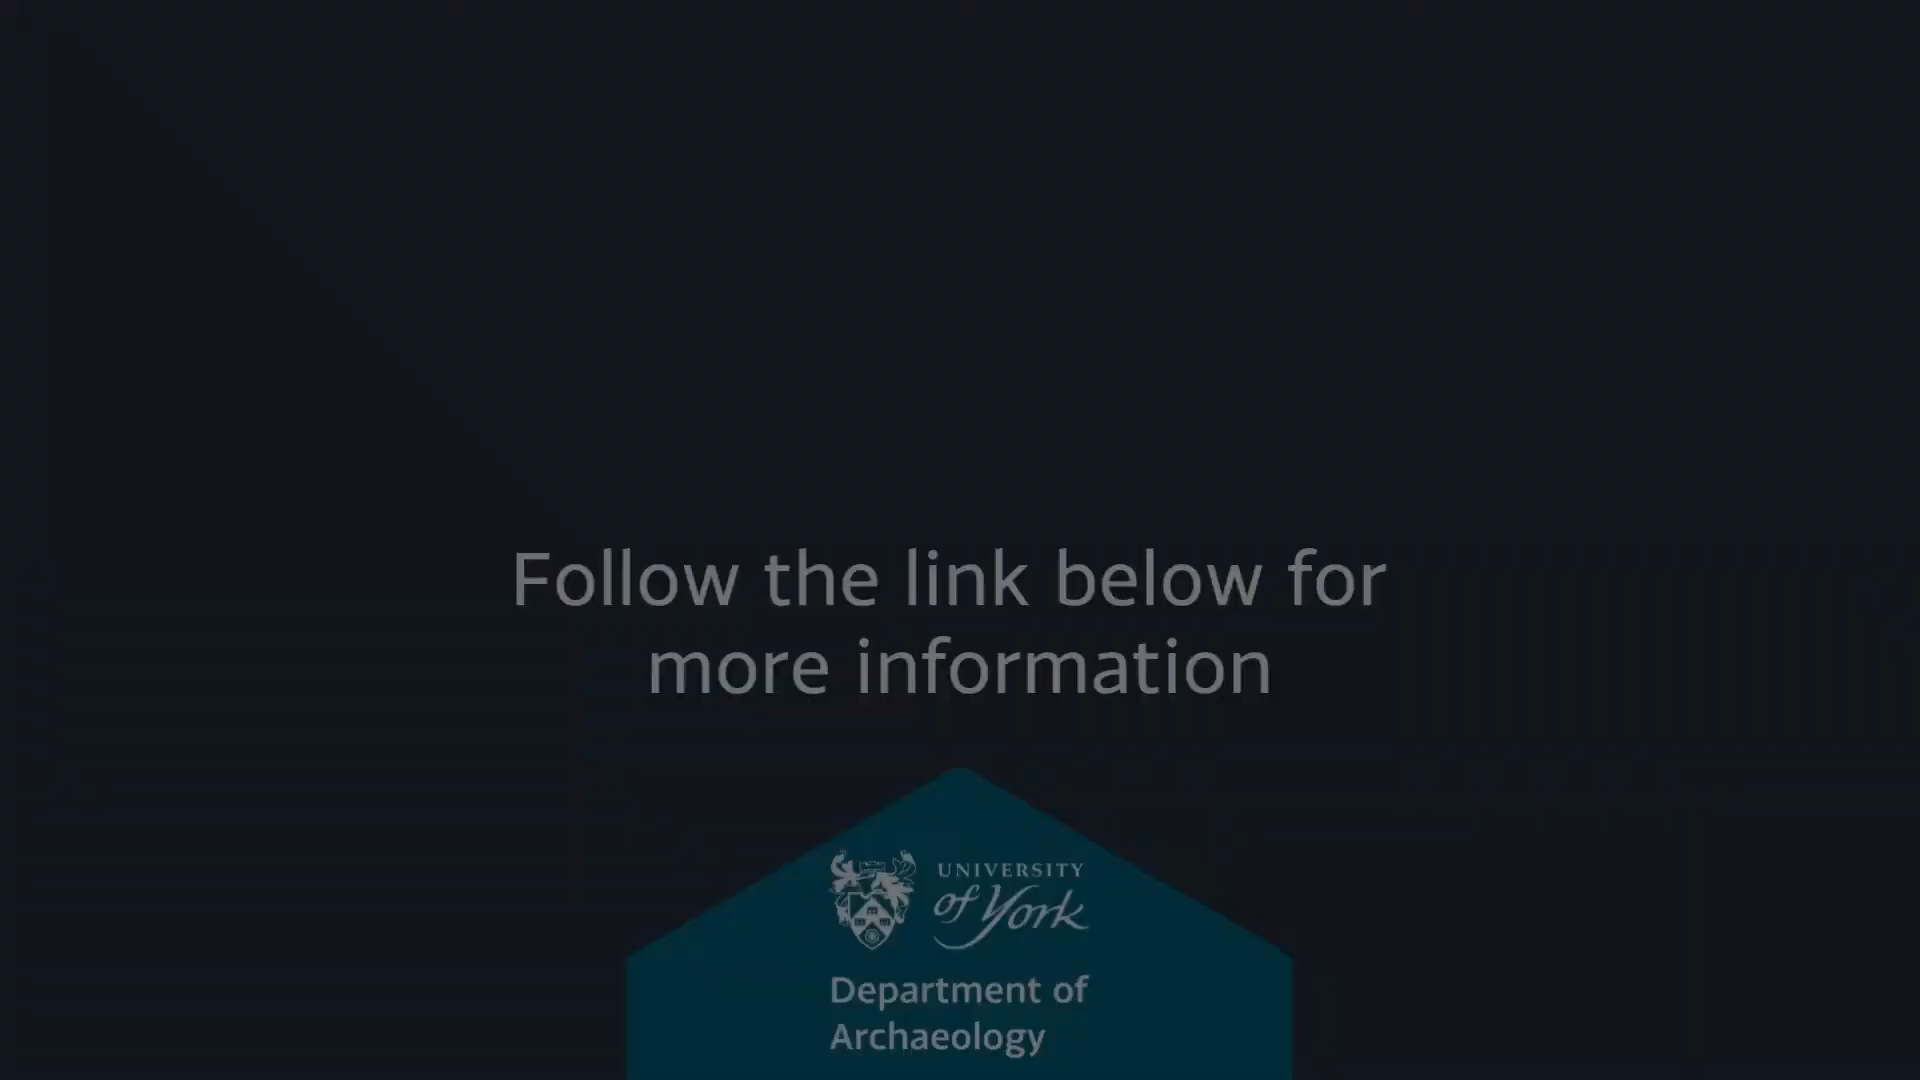 Follow the link below for
more information
UNIVERSITY
of York
Department of
Archaeology